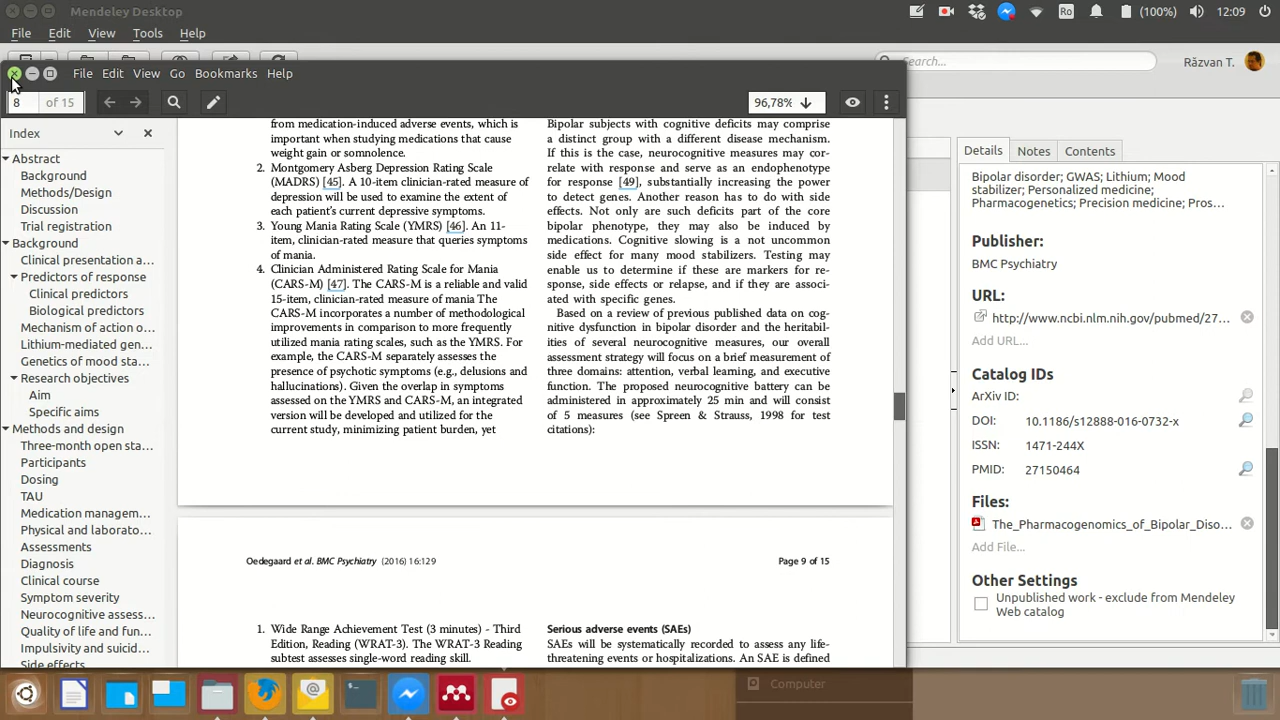 Mendeley Desktop
Ro
(100%)
12:09
File Edit View Tools Help
Search...
Răzvan T.
File Edit View Go Bookmarks Help
8 of 15
96,78%
Index
Abstract
Background
Methods/Design
Discussion
Trial registration
Background
Clinical presentation a...
Predictors of response
Clinical predictors
Biological predictors
Mechanism of action o...
Lithium-mediated gen...
Genetics of mood sta...
Research objectives
Aim
Specific aims
Methods and design
Three-month open sta...
Participants
Dosing
TAU
Medication managem...
Physical and laborato...
Assessments
Diagnosis
Clinical course
Symptom severity
Neurocognitive assess...
Quality of life and fun...
Impulsivity and suicid...
Side effects
from medication-induced adverse events, which is
important when studying medications that cause
weight gain or somnolence.
2. Montgomery Asberg Depression Rating Scale
(MADRS) [45]. A 10-item clinician-rated measure of
depression will be used to examine the extent of
each patient's current depressive symptoms.
3. Young Mania Rating Scale (YMRS) [46]. An 11-
item, clinician-rated measure that queries symptoms
of mania.
4. Clinician Administered Rating Scale for Mania
(CARS-M) [47]. The CARS-M is a reliable and valid
15-item, clinician-rated measure of mania The
CARS-M incorporates a number of methodological
improvements in comparison to more frequently
utilized mania rating scales, such as the YMRS. For
example, the CARS-M separately assesses the
presence of psychotic symptoms (e.g., delusions and
hallucinations). Given the overlap in symptoms
assessed on the YMRS and CARS-M, an integrated
version will be developed and utilized for the
current study, minimizing patient burden, yet
Bipolar subjects with cognitive deficits may comprise
a distinct group with a different disease mechanism.
If this is the case, neurocognitive measures may cor-
relate with response and serve as an endophenotype
for response [49], substantially increasing the power
to detect genes. Another reason has to do with side
effects. Not only are such deficits part of the core
bipolar phenotype, they may also be induced by
medications. Cognitive slowing is a not uncommon
side effect for many mood stabilizers. Testing may
enable us to determine if these are markers for re-
sponse, side effects or relapse, and if they are associ-
ated with specific genes.
Based on a review of previous published data on cog-
nitive dysfunction in bipolar disorder and the heritabil-
ities of several neurocognitive measures, our overall
assessment strategy will focus on a brief measurement of
three domains: attention, verbal learning, and executive
function. The proposed neurocognitive battery can be
administered in approximately 25 min and will consist
of 5 measures (see Spreen & Strauss, 1998 for test
citations):
Oedegaard et al. BMC Psychiatry (2016) 16:129
Page 9 of 15
1. Wide Range Achievement Test (3 minutes) - Third
Edition, Reading (WRAT-3). The WRAT-3 Reading
subtest assesses single-word reading skill.
Serious adverse events (SAEs)
SAEs will be systematically recorded to assess any life-
threatening events or hospitalizations. An SAE is defined
Details Notes Contents
Bipolar disorder; GWAS; Lithium; Mood
stabilizer; Personalized medicine;
Pharmacogenetics; Precision medicine; Pros...
Publisher:
BMC Psychiatry
URL:
http://www.ncbi.nlm.nih.gov/pubmed/27...
Add URL...
Catalog IDs
ArXiv ID:
DOI: 10.1186/s12888-016-0732-x
ISSN: 1471-244X
PMID: 27150464
Files:
The_Pharmacogenomics_of_Bipolar_Diso...
Add File...
Other Settings
Unpublished work - exclude from Mendeley
Web catalog
Computer